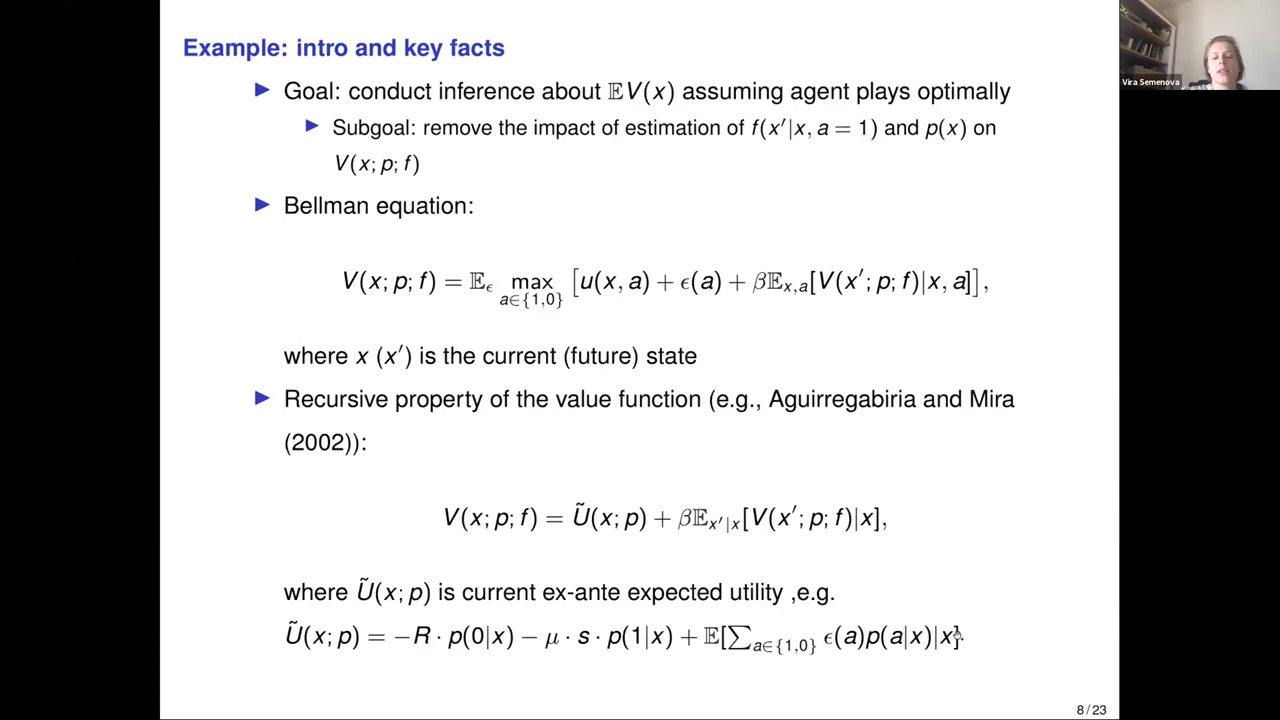 Example: intro and key facts
Goal: conduct inference about 𝔼V(x) assuming agent plays optimally
Subgoal: remove the impact of estimation of f(x′|x, a = 1) and p(x) on
V(x; p; f)
Bellman equation:
V(x; p; f) = 𝔼_ϵ max_{a∈{1,0}} [u(x, a) + ϵ(a) + β𝔼_{x,a}[V(x′; p; f)|x, a]],
where x (x′) is the current (future) state
Recursive property of the value function (e.g., Aguirregabiria and Mira
(2002)):
V(x; p; f) = Ũ(x; p) + β𝔼_{x′|x}[V(x′; p; f)|x],
where Ũ(x; p) is current ex-ante expected utility ,e.g.
Ũ(x; p) = −R · p(0|x) − μ · s · p(1|x) + 𝔼[∑_{a∈{1,0}} ϵ(a)p(a|x)|x].
8 / 23
Vira Semenova